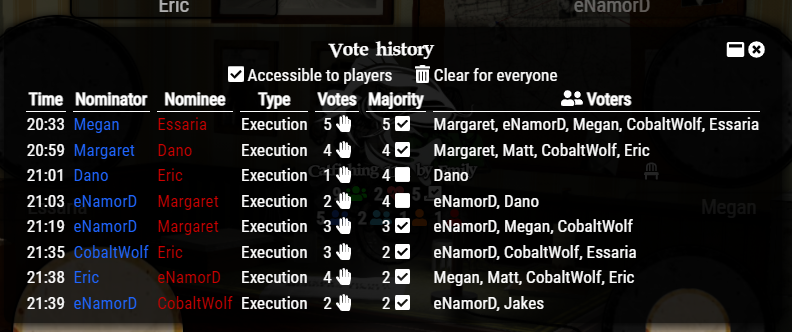 Eric eNamorD
Vote history
Accessible to players Clear for everyone
Time Nominator Nominee Type Votes Majority Voters
20:33 Megan Essaria Execution 5 5 Margaret, eNamorD, Megan, CobaltWolf, Essaria
20:59 Margaret Dano Execution 4 4 Margaret, Matt, CobaltWolf, Eric
21:01 Dano Eric Execution 1 4 Dano
21:03 eNamorD Margaret Execution 2 4 eNamorD, Dano
21:19 eNamorD Margaret Execution 3 3 eNamorD, Megan, CobaltWolf
21:35 CobaltWolf Eric Execution 3 2 eNamorD, CobaltWolf, Essaria
21:38 Eric eNamorD Execution 4 2 Megan, Matt, CobaltWolf, Eric
21:39 eNamorD CobaltWolf Execution 2 2 eNamorD, Jakes
Essaria Megan